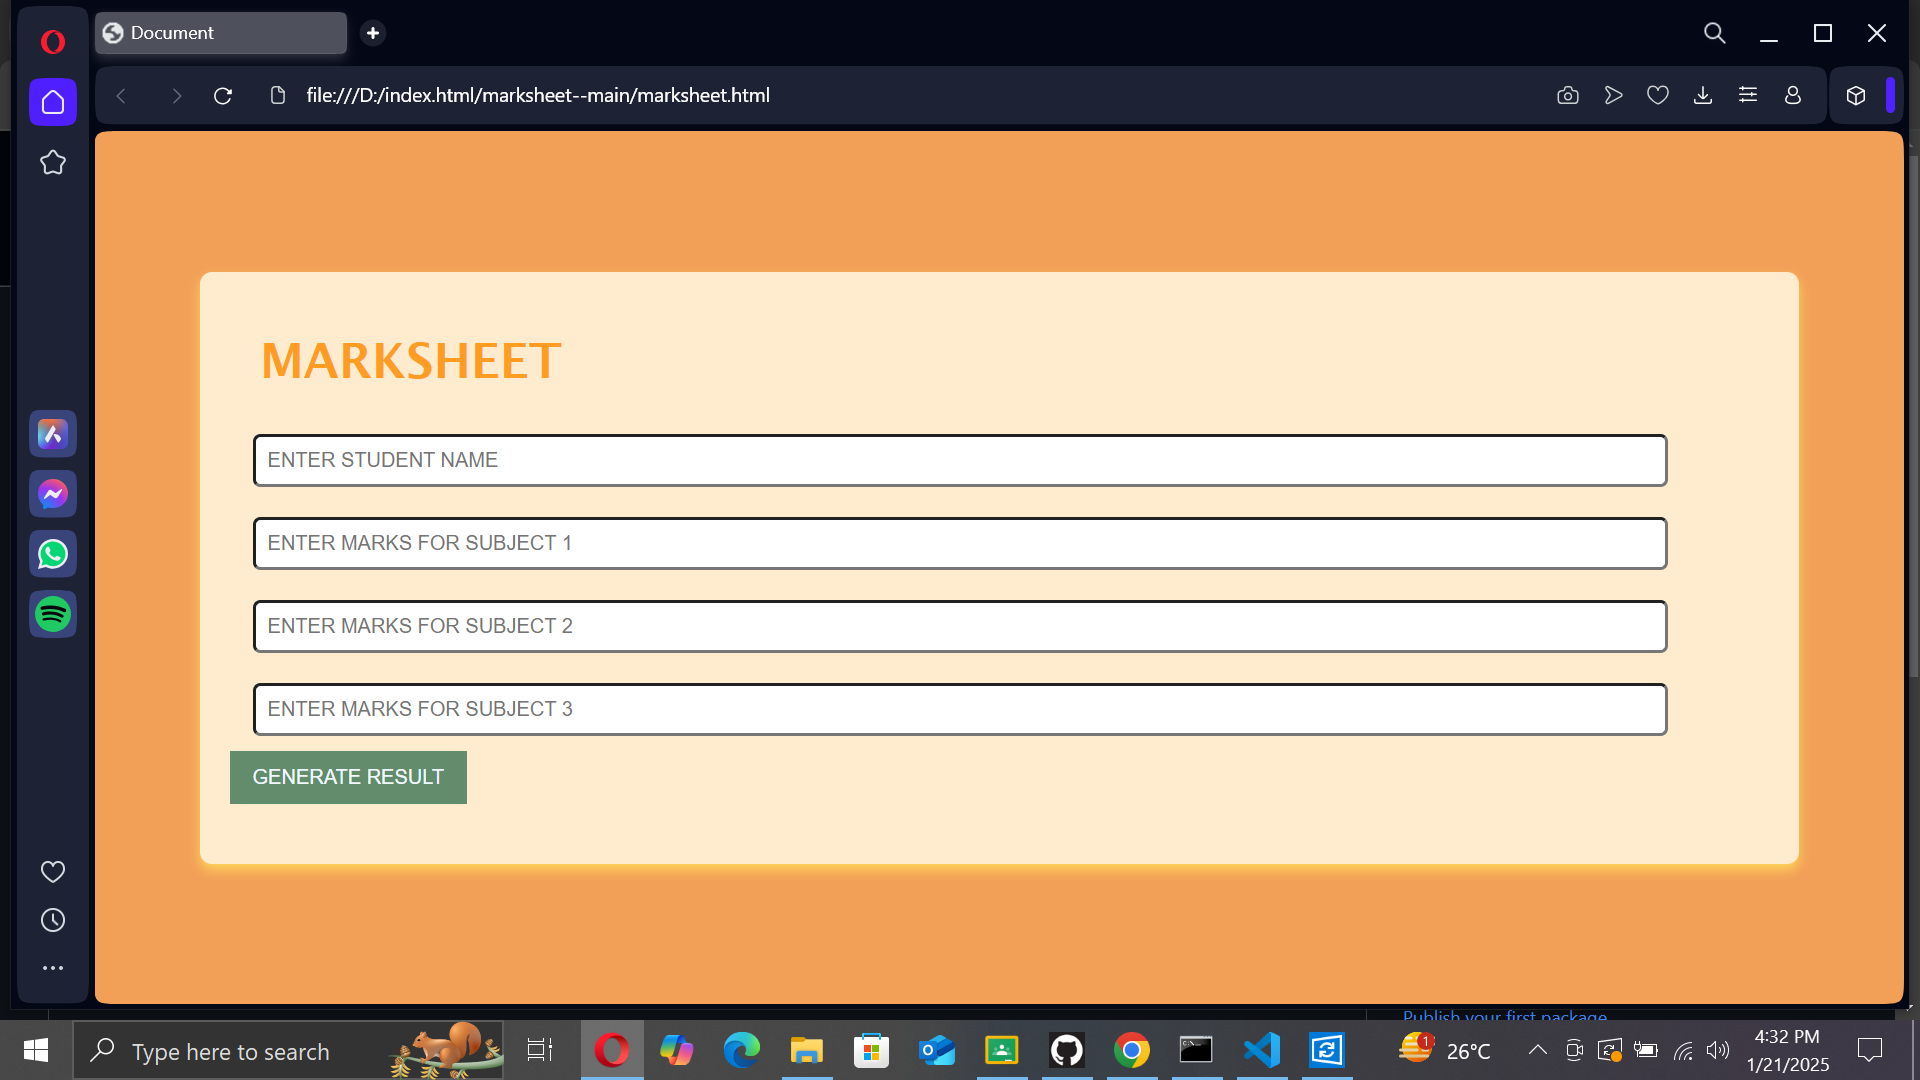 Document
file:///D:/index.html/marksheet--main/marksheet.html
MARKSHEET
ENTER STUDENT NAME
ENTER MARKS FOR SUBJECT 1
ENTER MARKS FOR SUBJECT 2
ENTER MARKS FOR SUBJECT 3
GENERATE RESULT
Publish your first package
Type here to search
1
26°C
4:32 PM
1/21/2025